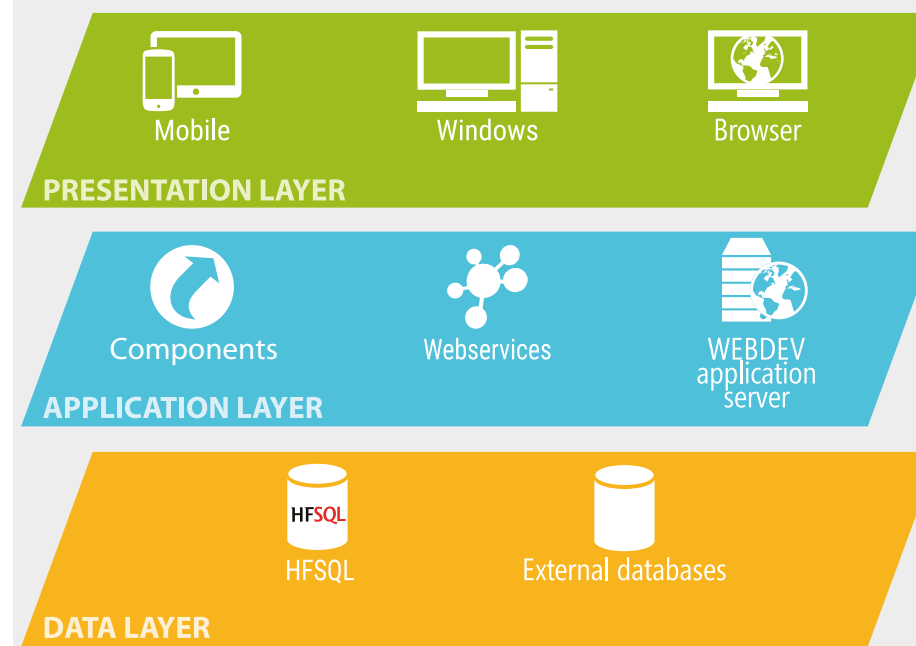 Mobile
Windows
Browser
PRESENTATION LAYER
Components
Webservices
WEBDEV
application
server
APPLICATION LAYER
HFSQL
HFSQL
External databases
DATA LAYER